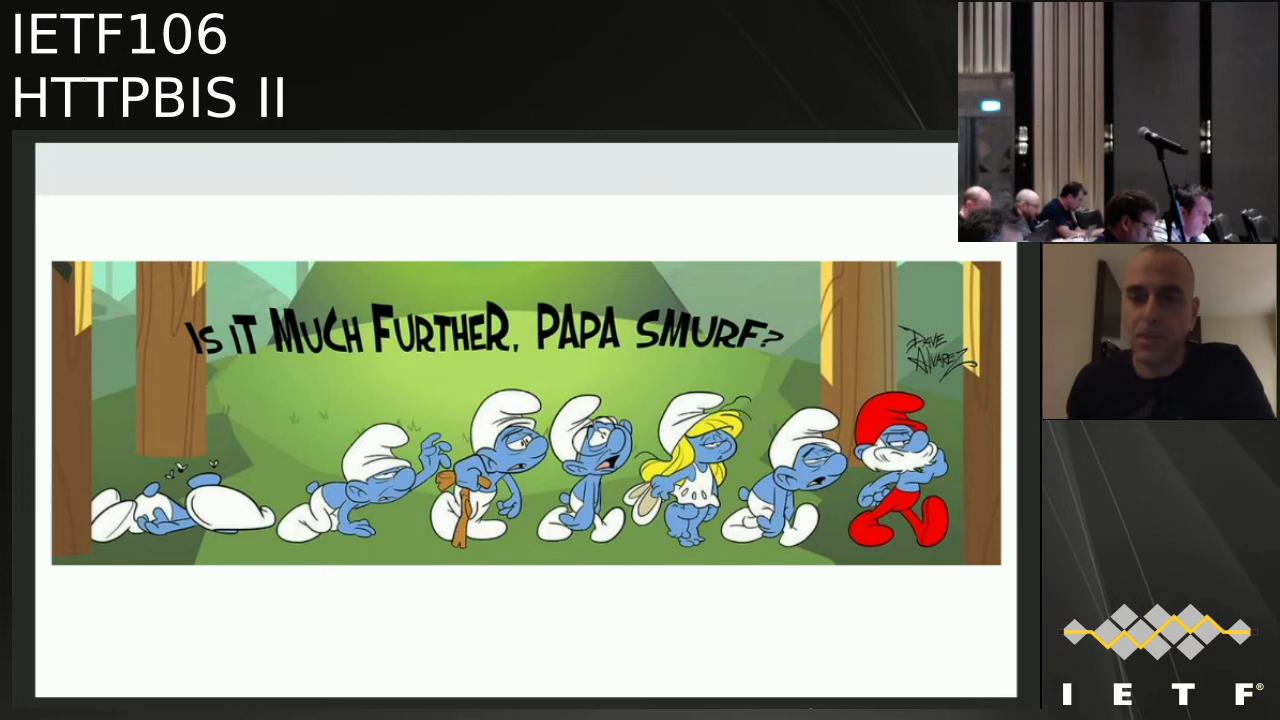 IETF106
HTTPBIS II
IS IT MUCH FURTHER, PAPA SMURF?
DAVE
ALVAREZ
I E T F®